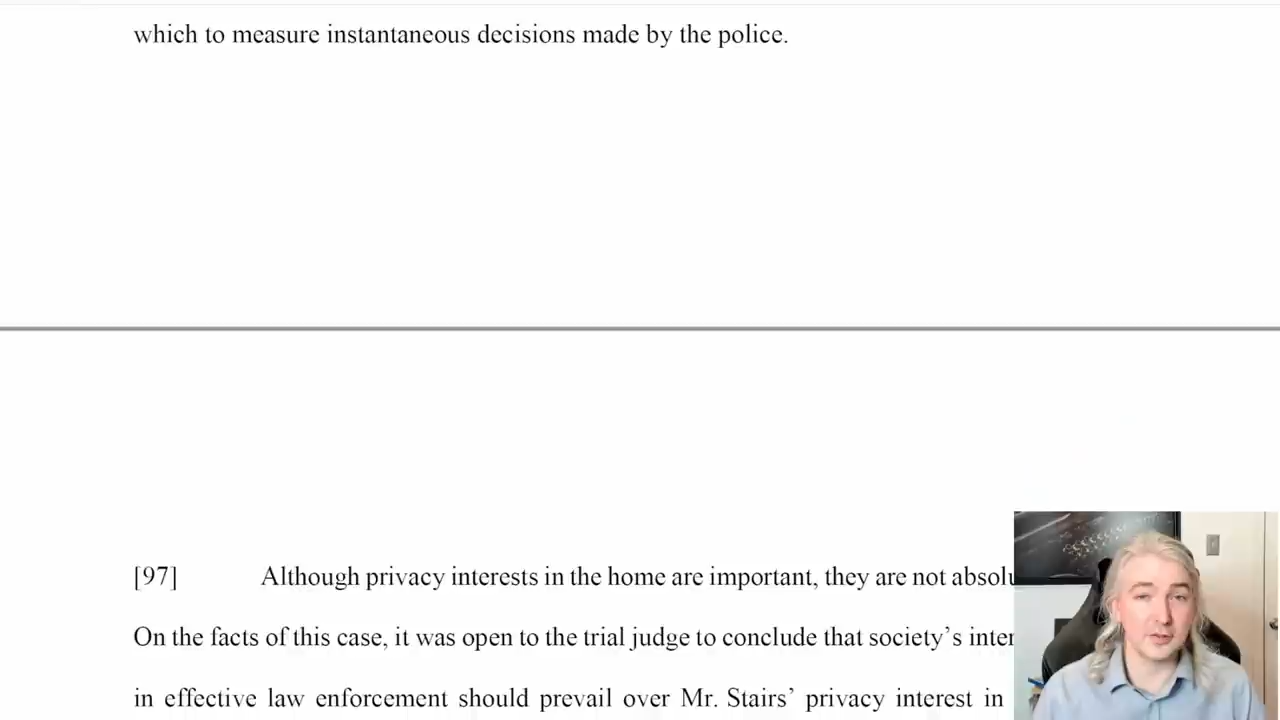 which to measure instantaneous decisions made by the police.
[97] Although privacy interests in the home are important, they are not
On the facts of this case, it was open to the trial judge to conclude that society’s
in effective law enforcement should prevail over Mr. Stairs’ privacy interest in